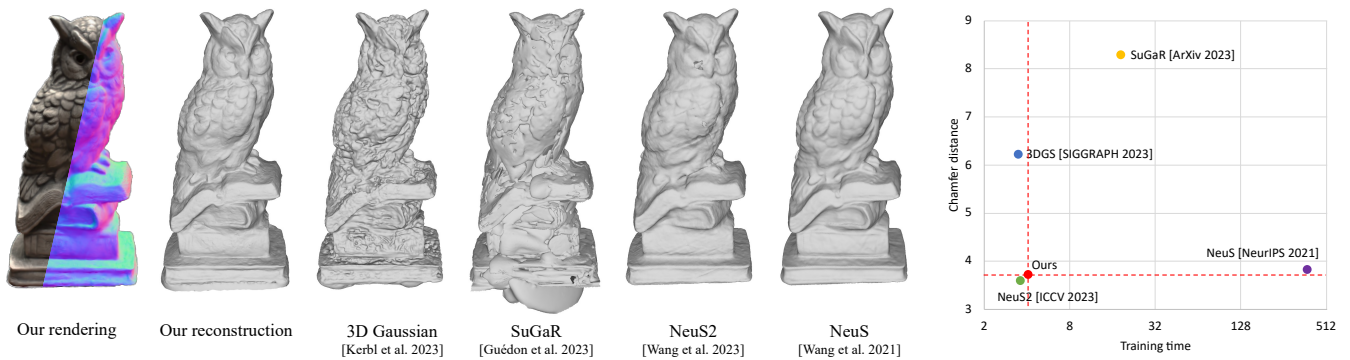 Our rendering
Our reconstruction
3D Gaussian
[Kerbl et al. 2023]
SuGaR
[Guédon et al. 2023]
NeuS2
[Wang et al. 2023]
NeuS
[Wang et al. 2021]
9
8
7
6
5
4
3
Chamfer distance
SuGaR [ArXiv 2023]
3DGS [SIGGRAPH 2023]
NeuS [NeurIPS 2021]
Ours
NeuS2 [ICCV 2023]
2 8 32 128 512
Training time